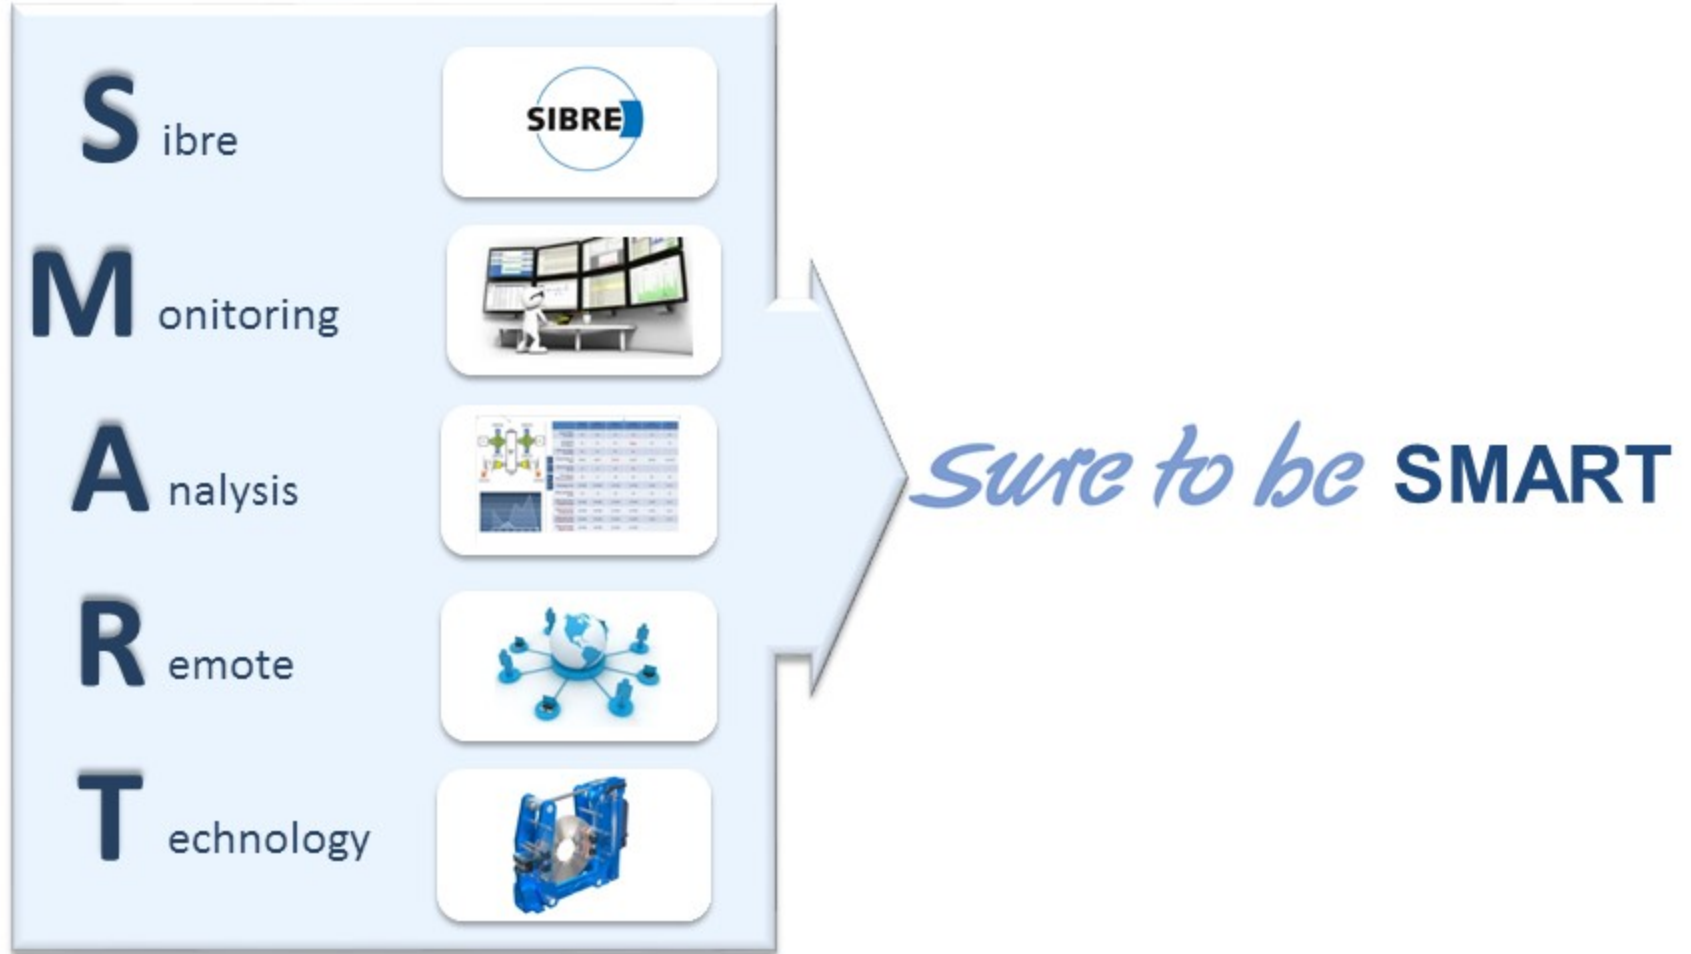 Sibre
SIBRE
Monitoring
Analysis
Remote
Technology
sure to be SMART